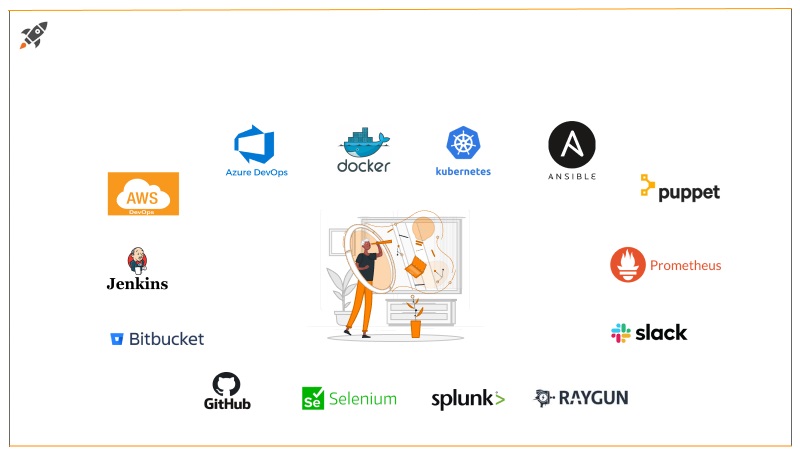 Azure DevOps
docker
kubernetes
A
ANSIBLE
AWS
DevOps
puppet
Jenkins
Prometheus
Bitbucket
slack
GitHub
Se Selenium
splunk>
RAYGUN